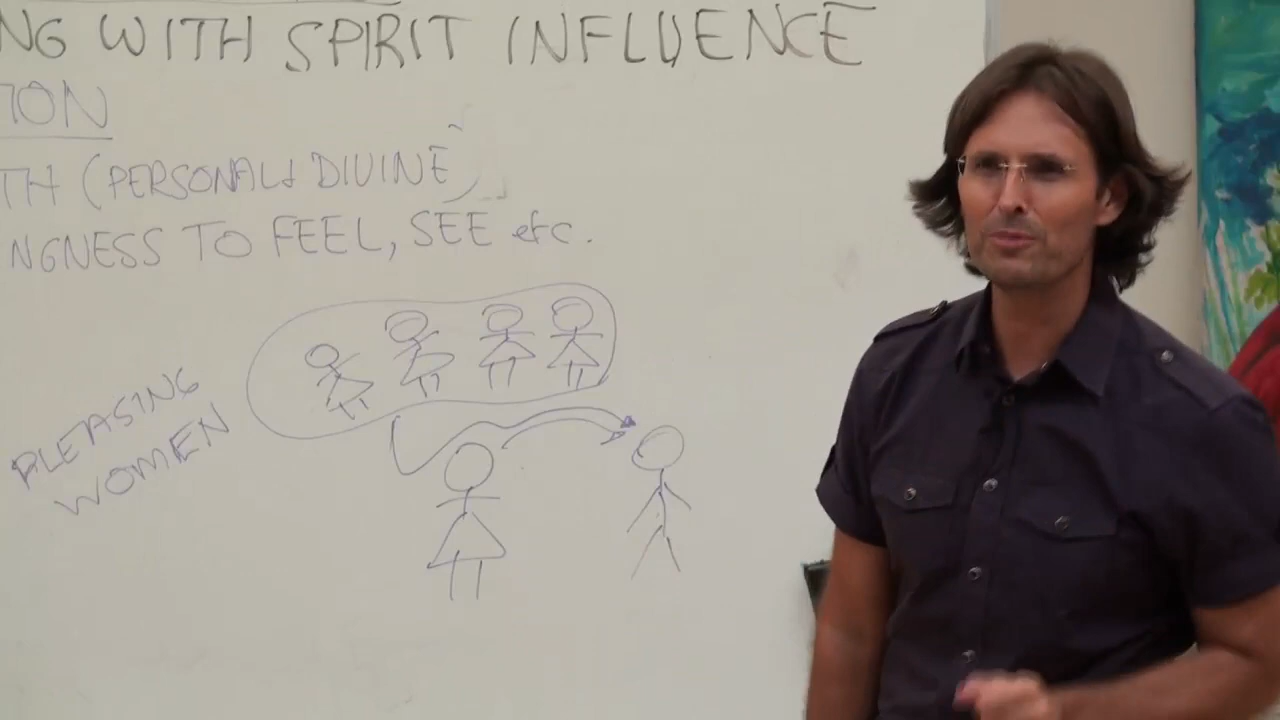 NG WITH SPIRIT INFLUENCE
ION
TH (PERSONAL & DIVINE)
NGNESS TO FEEL, SEE etc.
PLEASING
WOMEN